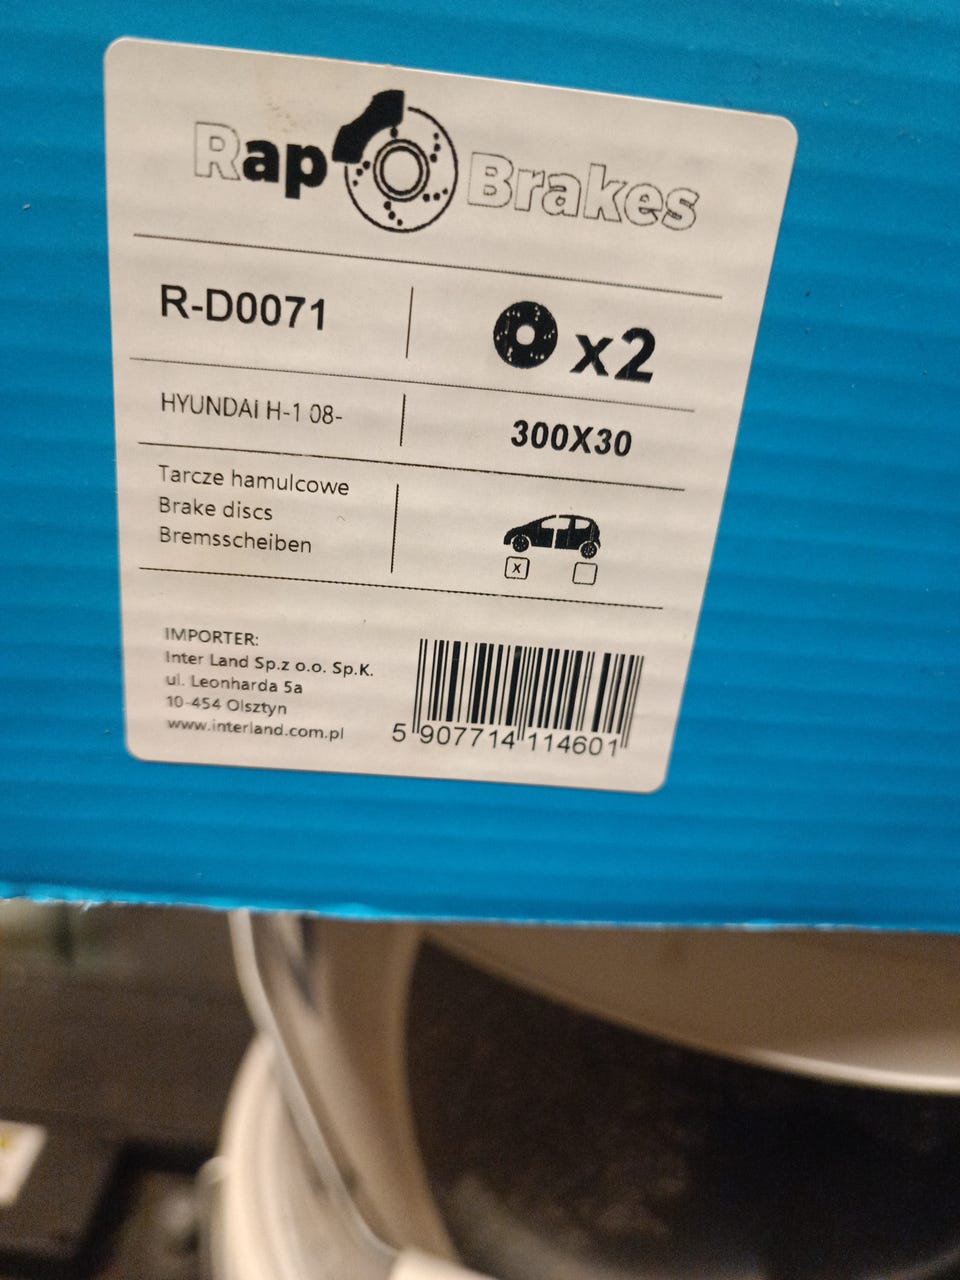 Rap Brakes
R-D0071
x2
HYUNDAI H-1 08-
300X30
Tarcze hamulcowe
Brake discs
Bremsscheiben
x
IMPORTER:
Inter Land Sp.z o.o. Sp.K.
ul. Leonharda 5a
10-454 Olsztyn
www.interland.com.pl
5 907714 114601